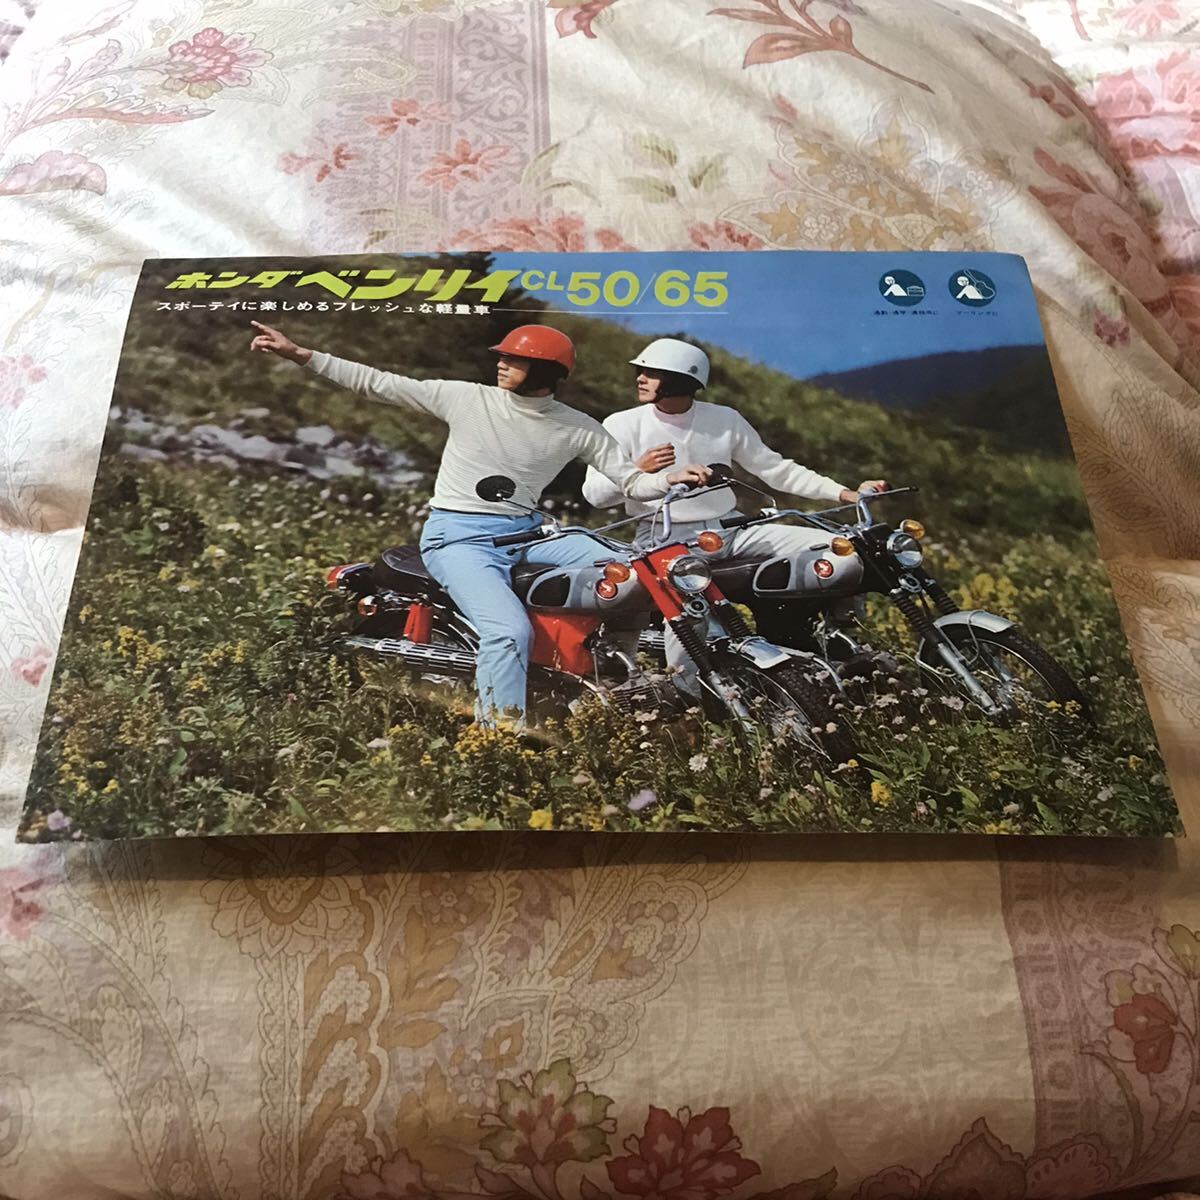 ホンダベンリイCL50/65
スポーティに楽しめるフレッシュな軽量車
ツーリングに